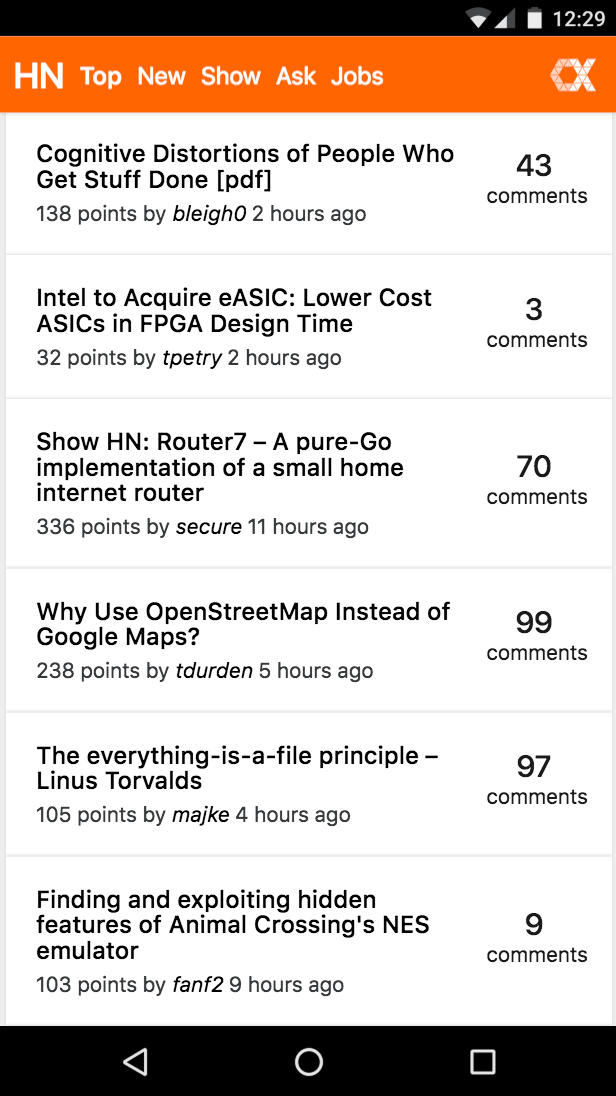 12:29
HN Top New Show Ask Jobs
Cognitive Distortions of People Who
Get Stuff Done [pdf]
138 points by bleigh0 2 hours ago
43
comments
Intel to Acquire eASIC: Lower Cost
ASICs in FPGA Design Time
32 points by tpetry 2 hours ago
3
comments
Show HN: Router7 – A pure-Go
implementation of a small home
internet router
336 points by secure 11 hours ago
70
comments
Why Use OpenStreetMap Instead of
Google Maps?
238 points by tdurden 5 hours ago
99
comments
The everything-is-a-file principle –
Linus Torvalds
105 points by majke 4 hours ago
97
comments
Finding and exploiting hidden
features of Animal Crossing's NES
emulator
103 points by fanf2 9 hours ago
9
comments